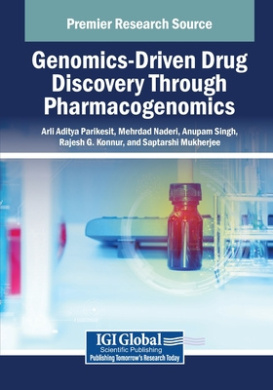 Premier Research Source
Genomics-Driven Drug
Discovery Through
Pharmacogenomics
Arli Aditya Parikesit, Mehrdad Naderi, Anupam Singh,
Rajesh G. Konnur, and Saptarshi Mukherjee
IGI Global
Scientific Publishing
Publishing Tomorrow's Research Today